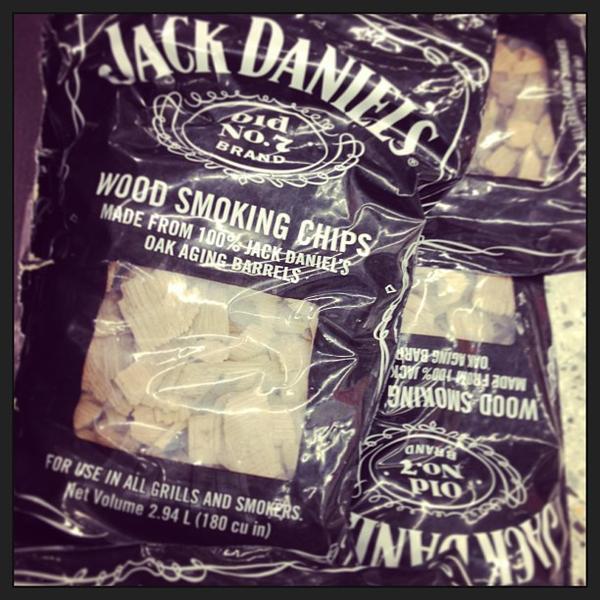 JACK DANIEL'S®
Old
No.7
BRAND
WOOD SMOKING CHIPS
MADE FROM 100% JACK DANIEL'S
OAK AGING BARRELS
FOR USE IN ALL GRILLS AND SMOKERS.
Net Volume 2.94 L (180 cu in)
JACK DANI
Old
No.7
BRAND
WOOD SMOKING
MADE FROM 100% JACK
OAK AGING BARR